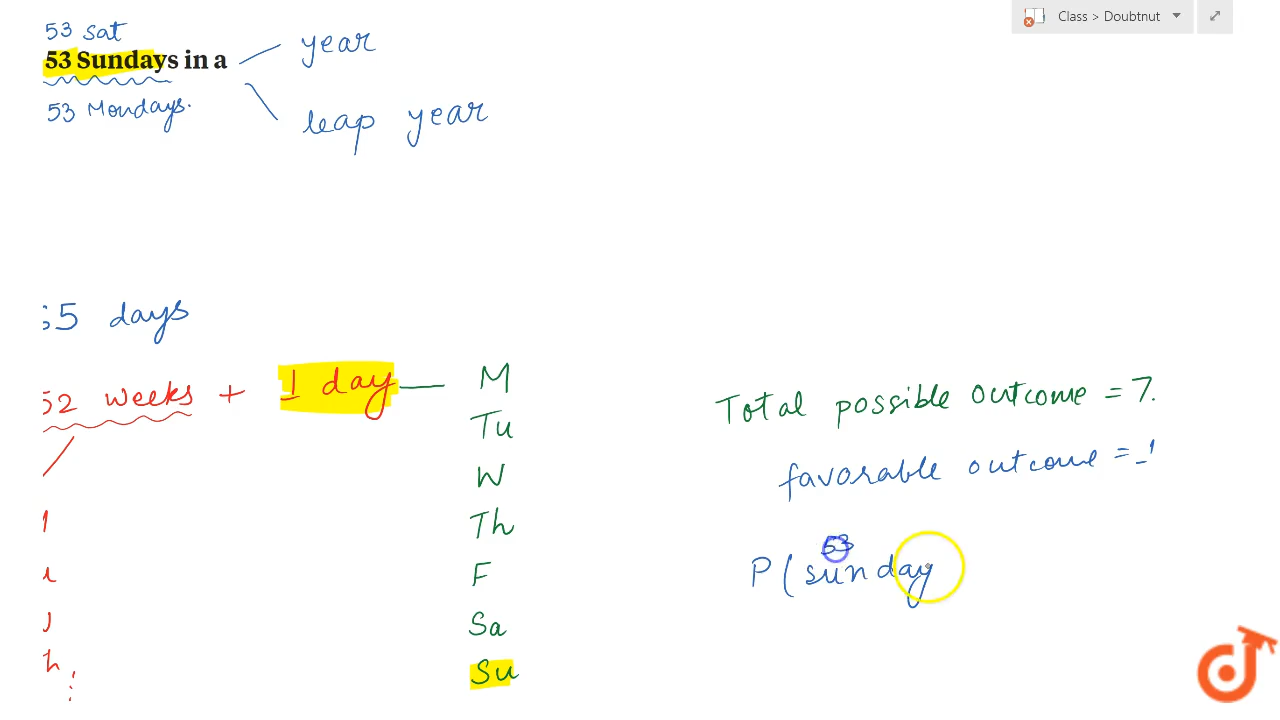 53 Sat
53 Sundays in a
year
53 Mondays.
leap year
Class > Doubtnut
5 days
52 weeks + 1 day — M
Tu
W
Th
F
Sa
Su
Total possible outcome = 7.
favorable outcome = 1
53
P ( sunday